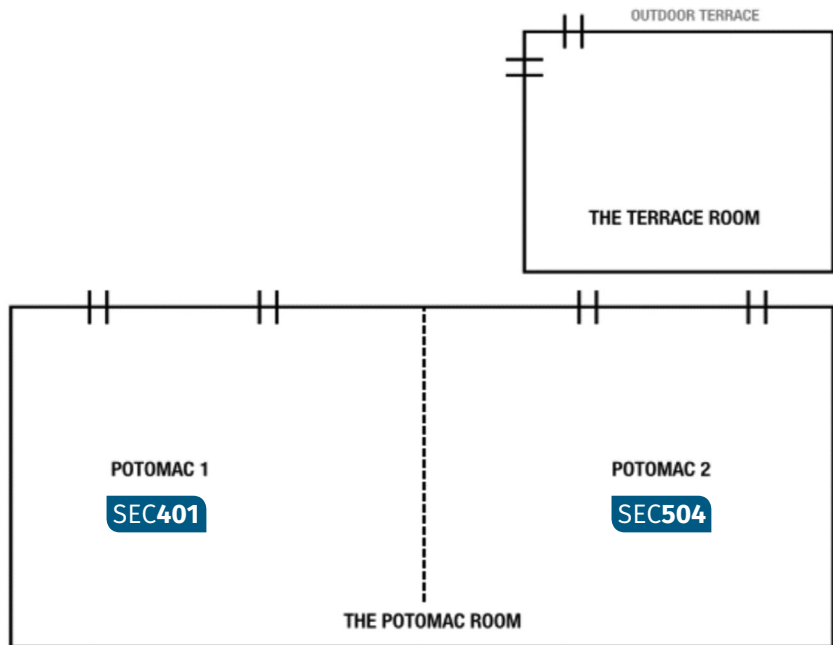 OUTDOOR TERRACE
THE TERRACE ROOM
POTOMAC 1
SEC401
POTOMAC 2
SEC504
THE POTOMAC ROOM